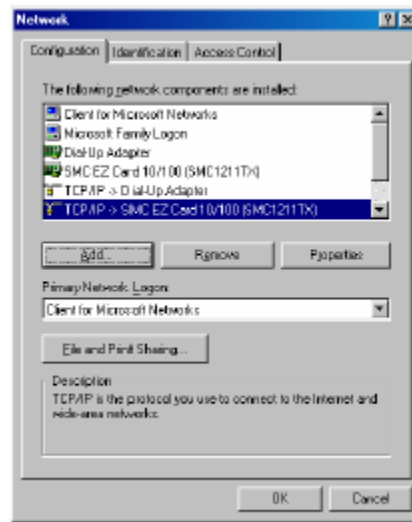 Network
Configuration Identification Access Control
The following network components are installed:
Client for Microsoft Networks
Microsoft Family Logon
Dial-Up Adapter
SMC EZ Card 10/100 (SMC1211TX)
TCP/IP -> Dial-Up Adapter
TCP/IP -> SMC EZ Card 10/100 (SMC1211TX)
Add... Remove Properties
Primary Network Logon:
Client for Microsoft Networks
File and Print Sharing...
Description
TCP/IP is the protocol you use to connect to the Internet and
wide-area networks.
OK Cancel